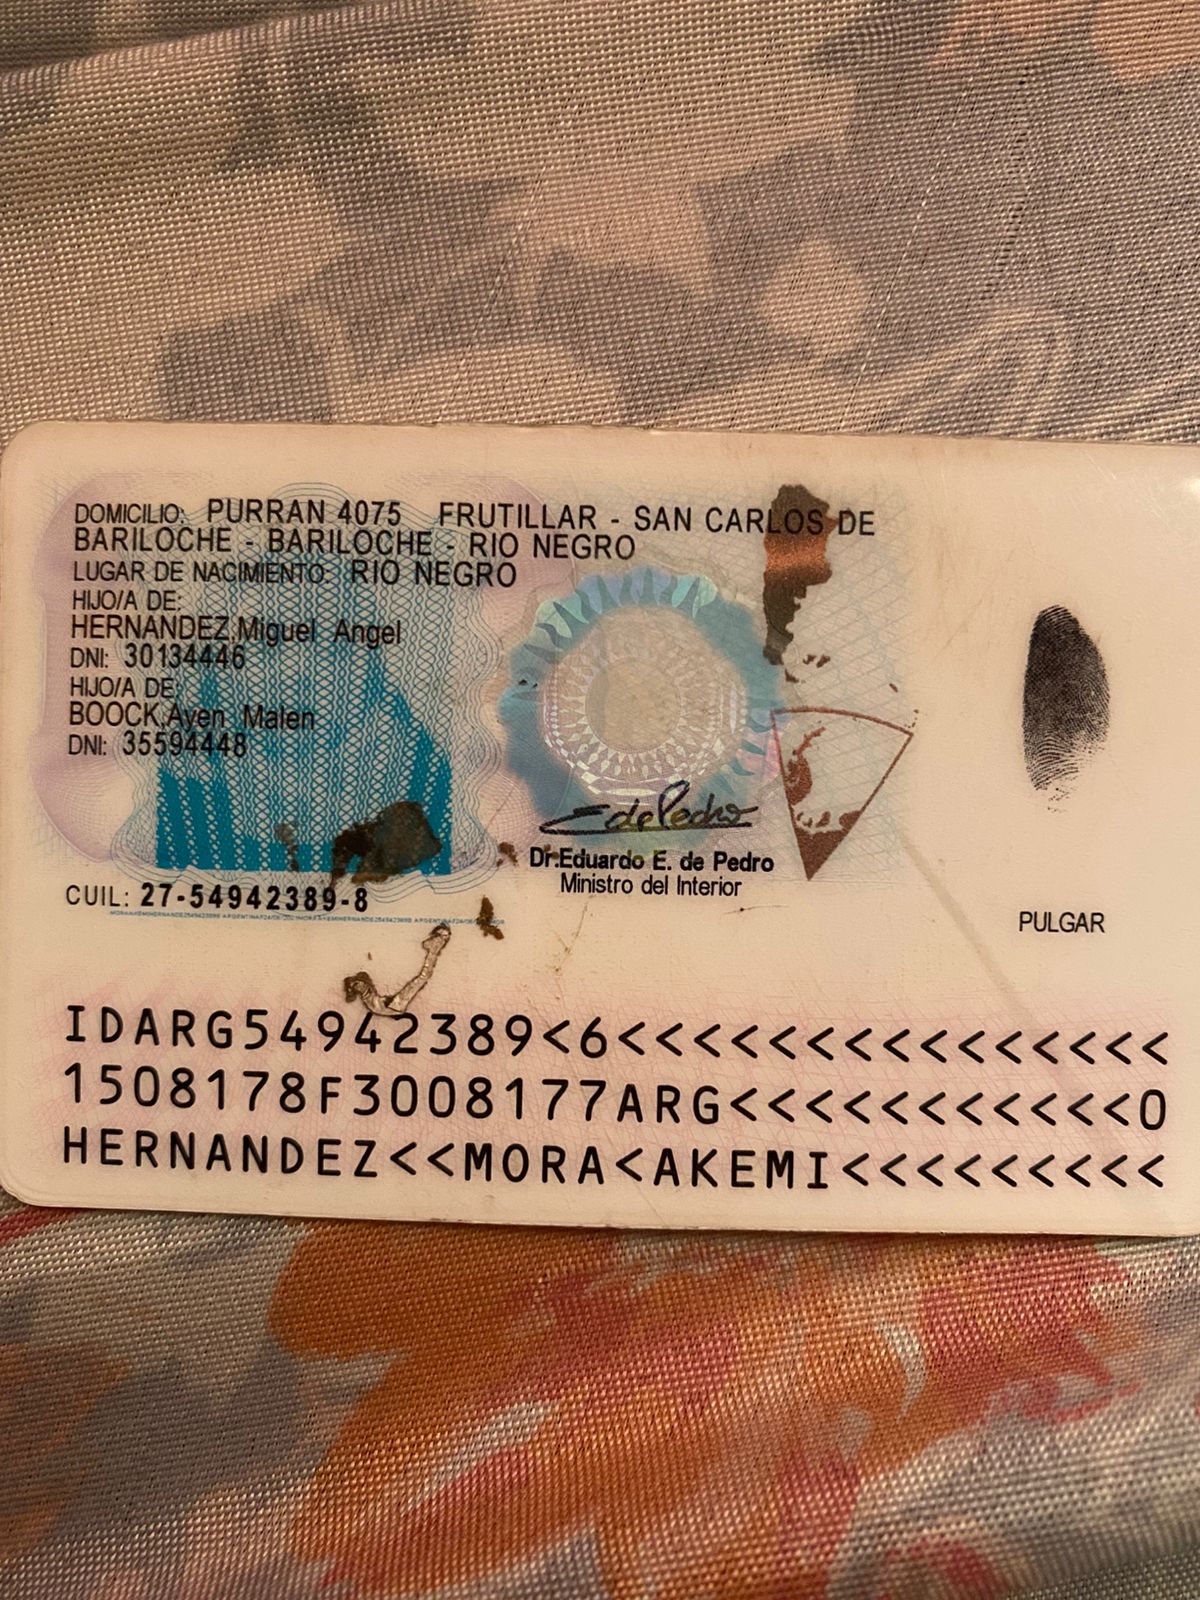 DOMICILIO: PURRAN 4075 FRUTILLAR - SAN CARLOS DE
BARILOCHE - BARILOCHE - RIO NEGRO
LUGAR DE NACIMIENTO: RIO NEGRO
HIJO/A DE:
HERNANDEZ,Miguel Angel
DNI: 30134446
HIJO/A DE:
BOOCK,Ayen Malen
DNI: 35594448
EdePedro
Dr.Eduardo E. de Pedro
Ministro del Interior
CUIL: 27-54942389-8
PULGAR
IDARG54942389<6<<<<<<<<<<<<<<<
1508178F3008177ARG<<<<<<<<<<<0
HERNANDEZ<<MORA<AKEMI<<<<<<<<<